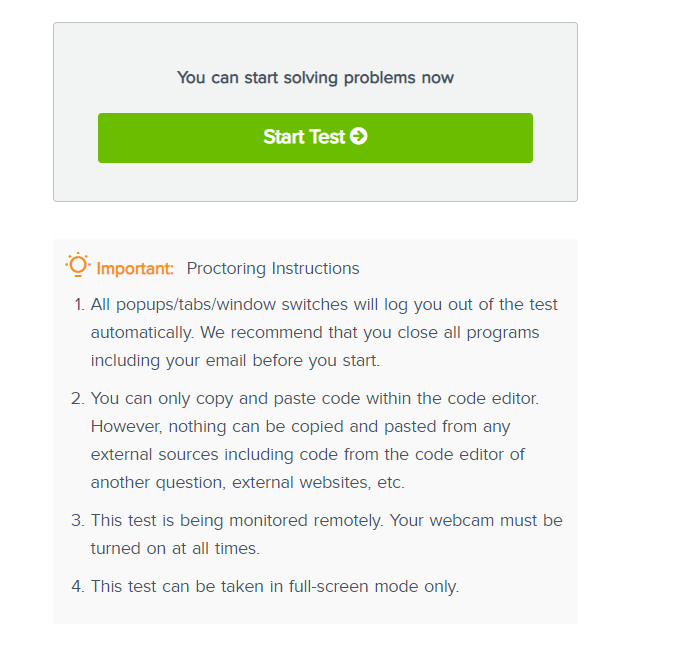 You can start solving problems now
Start Test
Important: Proctoring Instructions
1. All popups/tabs/window switches will log you out of the test
automatically. We recommend that you close all programs
including your email before you start.
2. You can only copy and paste code within the code editor.
However, nothing can be copied and pasted from any
external sources including code from the code editor of
another question, external websites, etc.
3. This test is being monitored remotely. Your webcam must be
turned on at all times.
4. This test can be taken in full-screen mode only.